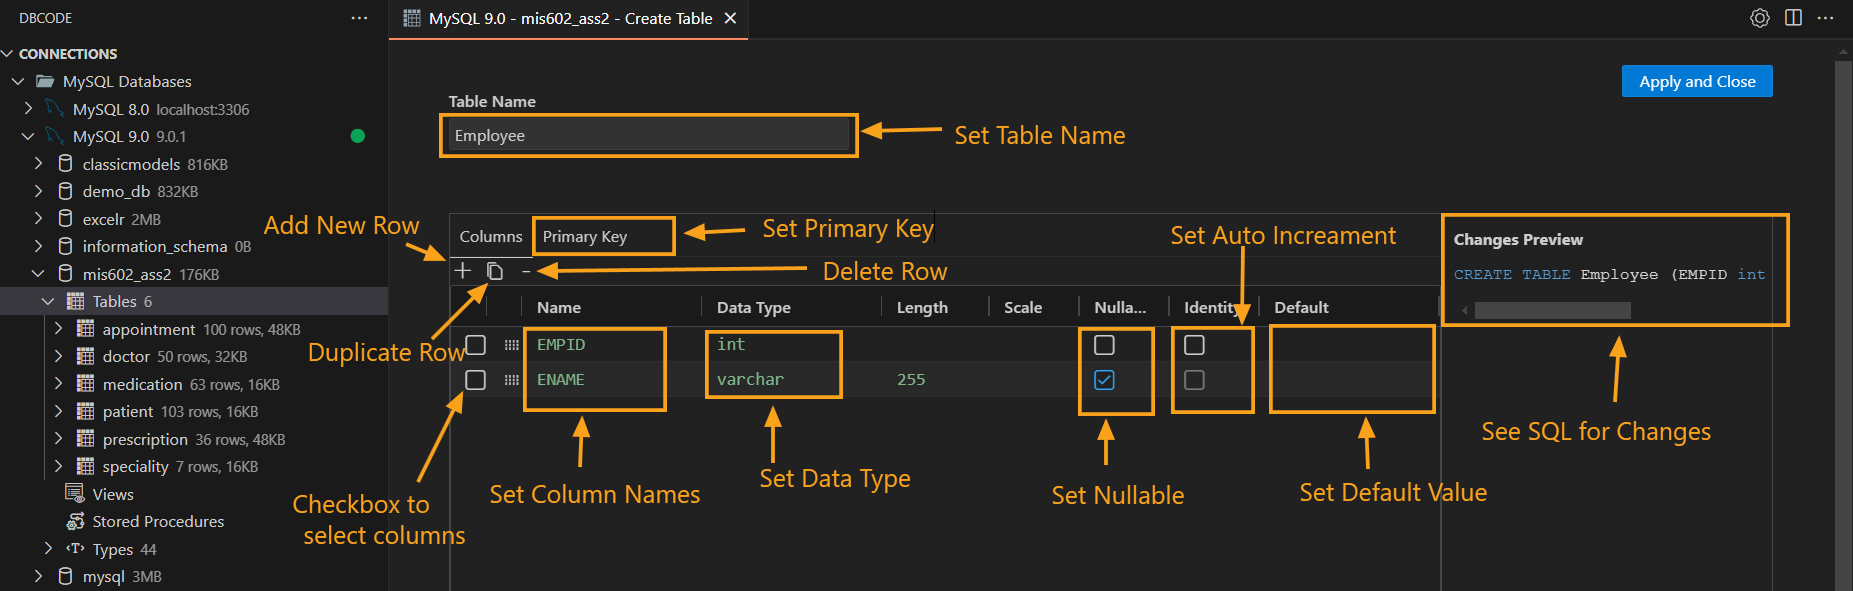 DBCODE
MySQL 9.0 - mis602_ass2 - Create Table
CONNECTIONS
MySQL Databases
MySQL 8.0 localhost:3306
MySQL 9.0 9.0.1
classicmodels 816KB
demo_db 832KB
excelr 2MB
information_schema 0B
mis602_ass2 176KB
Tables 6
appointment 100 rows, 48KB
doctor 50 rows, 32KB
medication 63 rows, 16KB
patient 103 rows, 16KB
prescription 36 rows, 48KB
speciality 7 rows, 16KB
Views
Stored Procedures
<T> Types 44
mysql 3MB
Apply and Close
Table Name
Employee
Set Table Name
Add New Row
Columns
Primary Key
Set Primary Key
Set Auto Increament
Delete Row
Changes Preview
CREATE TABLE Employee (EMPID int
Name Data Type Length Scale Nulla... Identity Default
EMPID int
ENAME varchar 255
Duplicate Row
Checkbox to
select columns
Set Column Names
Set Data Type
Set Nullable
Set Default Value
See SQL for Changes